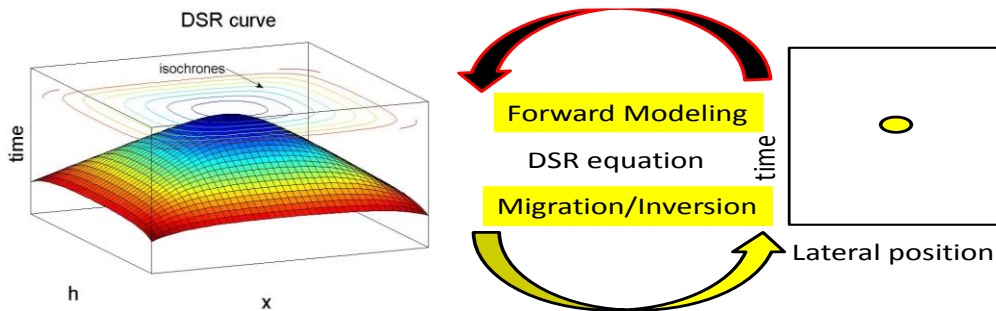 DSR curve
isochrones
time
h
x
Forward Modeling
DSR equation
Migration/Inversion
time
Lateral position